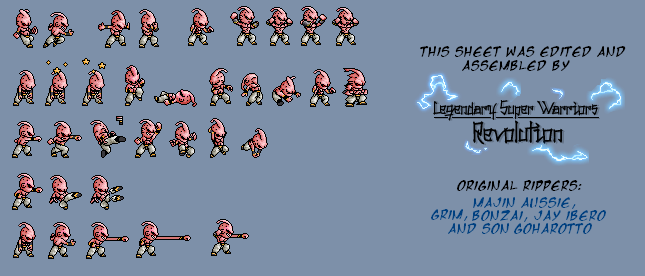 THIS SHEET WAS EDITED AND
ASSEMBLED BY
Legendary Super Warriors
Revolution
ORIGINAL RIPPERS:
MAJIN AUSSIE,
GRIM, BONZAI, JAY IBERO
AND SON GOHAROTTO